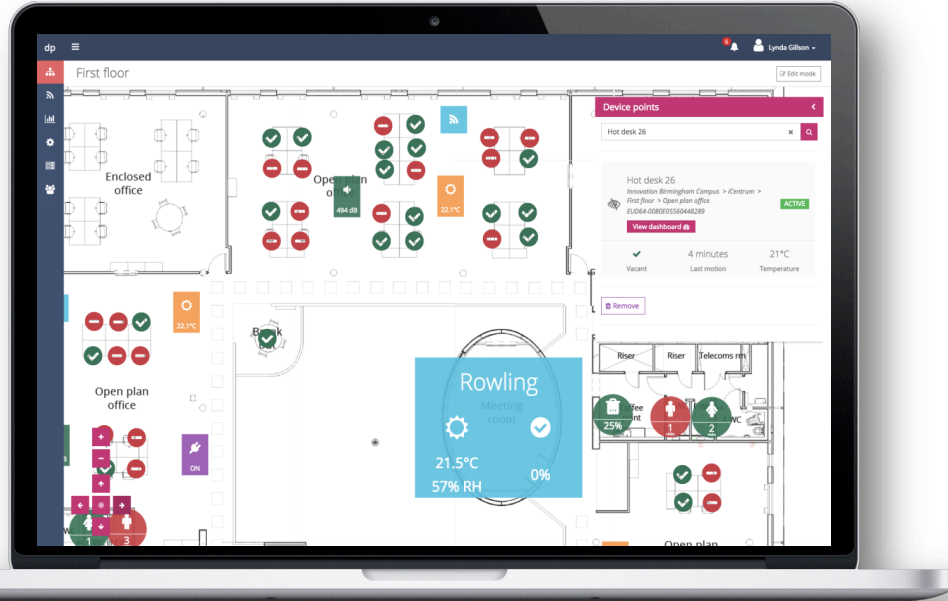 dp
6
Lynda Gillson
First floor
Edit mode
Device points
Hot desk 26
Hot desk 26
Innovation Birmingham Campus > iCentrum >
First floor > Open plan office
EUD64-0080E05560448289
ACTIVE
View dashboard
4 minutes
21°C
Vacant
Last motion
Temperature
Remove
Enclosed
office
Open plan
494 dB
22.1°C
22.1°C
Open plan
office
ON
Rowling
Meeting
room
21.5°C
57% RH
0%
Riser
Riser
Telecoms rm
25%
1
2
WC
1
3
Open plan